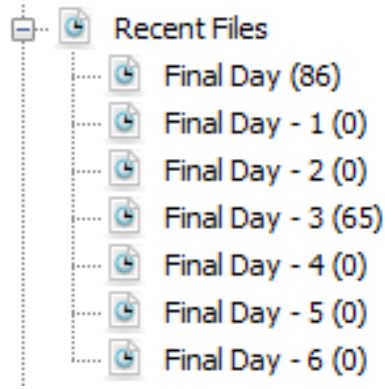 Recent Files
Final Day (86)
Final Day - 1 (0)
Final Day - 2 (0)
Final Day - 3 (65)
Final Day - 4 (0)
Final Day - 5 (0)
Final Day - 6 (0)